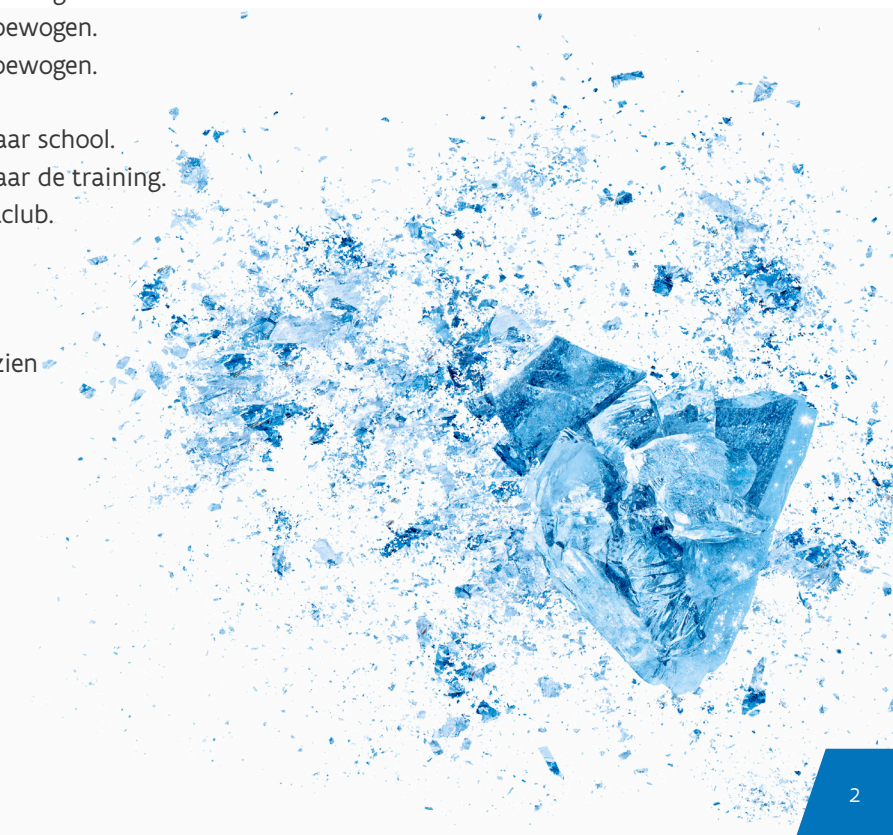 bewogen.
bewogen.
aar school.
aar de training.
club.
zien
2